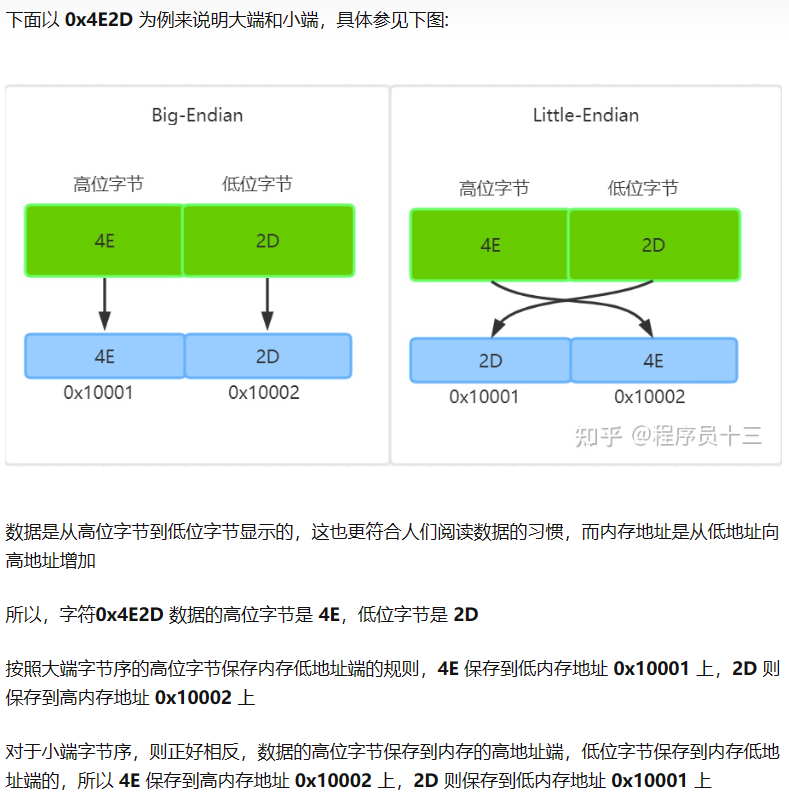 下面以 0x4E2D 为例来说明大端和小端，具体参见下图:
Big-Endian
高位字节 低位字节
4E 2D
4E 2D
0x10001 0x10002
Little-Endian
高位字节 低位字节
4E 2D
2D 4E
0x10001 0x10002
知乎 @程序员十三
数据是从高位字节到低位字节显示的，这也更符合人们阅读数据的习惯，而内存地址是从低地址向
高地址增加
所以，字符0x4E2D 数据的高位字节是 4E，低位字节是 2D
按照大端字节序的高位字节保存内存低地址端的规则，4E 保存到低内存地址 0x10001 上，2D 则
保存到高内存地址 0x10002 上
对于小端字节序，则正好相反，数据的高位字节保存到内存的高地址端，低位字节保存到内存低地
址端的，所以 4E 保存到高内存地址 0x10002 上，2D 则保存到低内存地址 0x10001 上